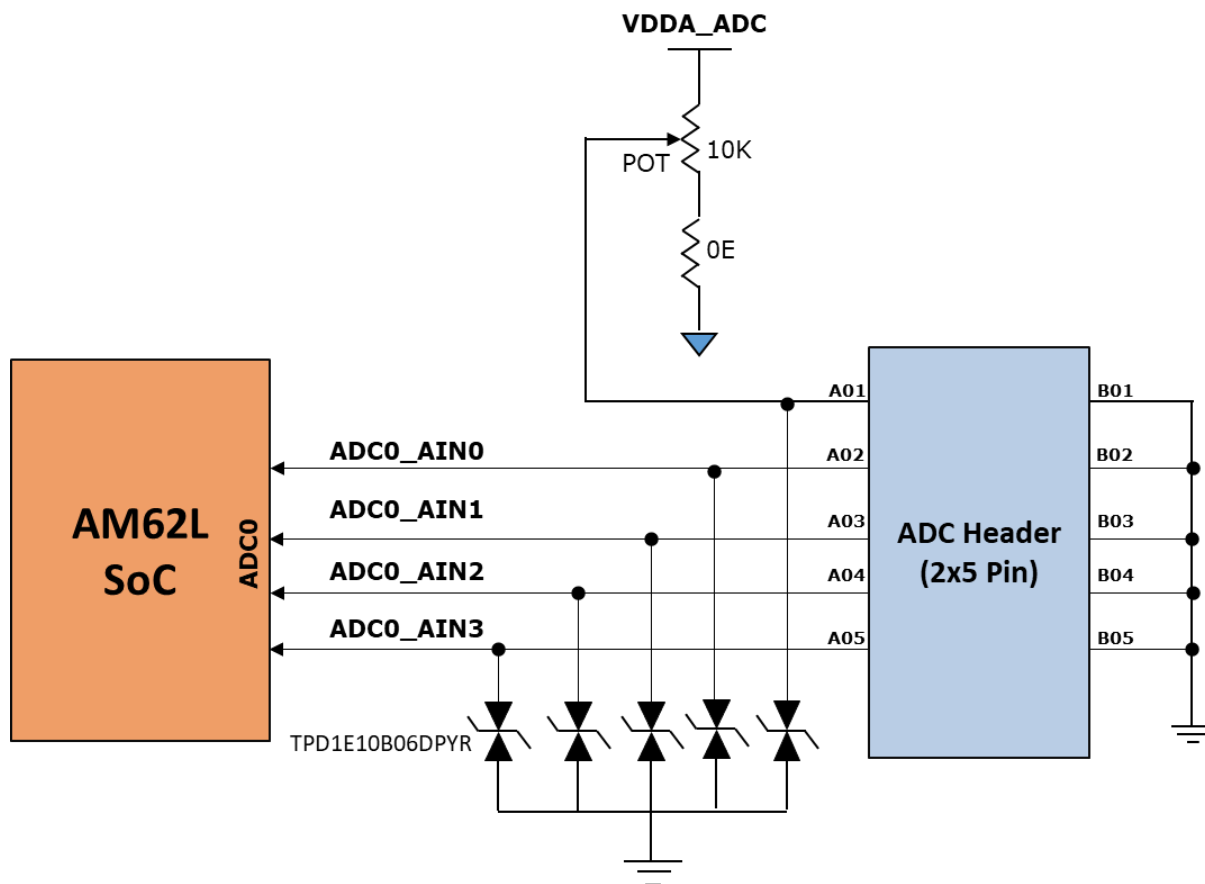 VDDA_ADC
10K
POT
0E
A01
B01
ADC0_AIN0
A02
B02
ADC0_AIN1
A03
B03
AM62L
SoC
ADC0
ADC Header
(2x5 Pin)
ADC0_AIN2
A04
B04
ADC0_AIN3
A05
B05
TPD1E10B06DPYR